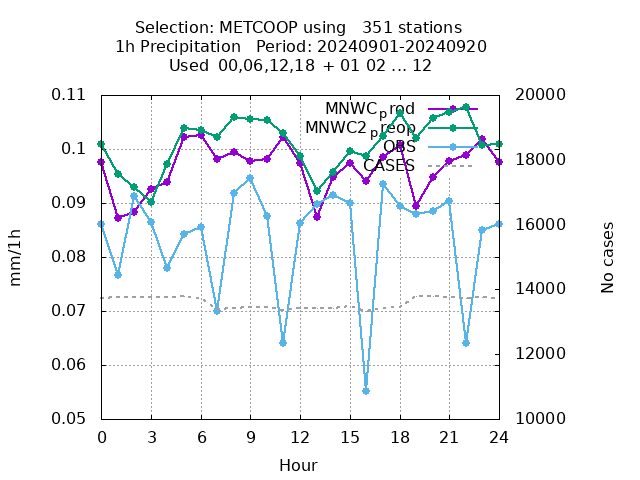 Selection: METCOOP using   351 stations
1h Precipitation   Period: 20240901-20240920
Used  00,06,12,18  + 01 02 ... 12
MNWCprod
MNWC2preop
OBS
CASES
0.11
0.1
0.09
0.08
0.07
0.06
0.05
20000
18000
16000
14000
12000
10000
mm/1h
No cases
0 3 6 9 12 15 18 21 24
Hour